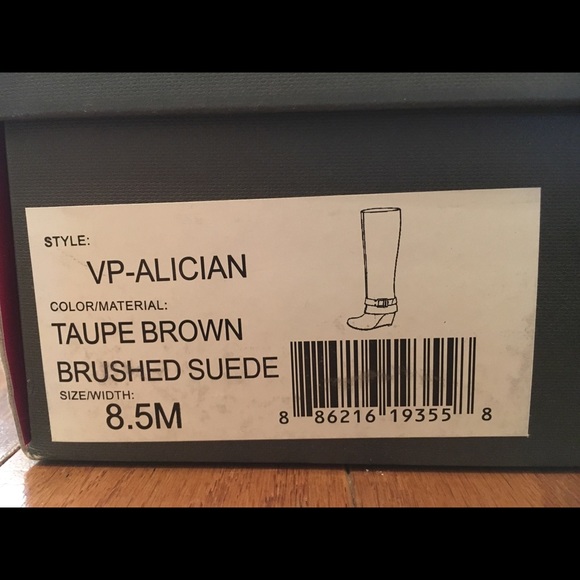 STYLE:
VP-ALICIAN
COLOR/MATERIAL:
TAUPE BROWN
BRUSHED SUEDE
SIZE/WIDTH:
8.5M
8 86216 19355 8